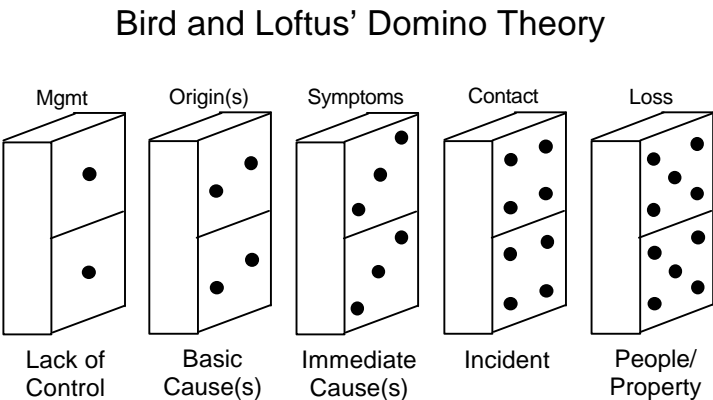 Bird and Loftus' Domino Theory
Mgmt
Origin(s)
Symptoms
Contact
Loss
Lack of
Control
Basic
Cause(s)
Immediate
Cause(s)
Incident
People/
Property